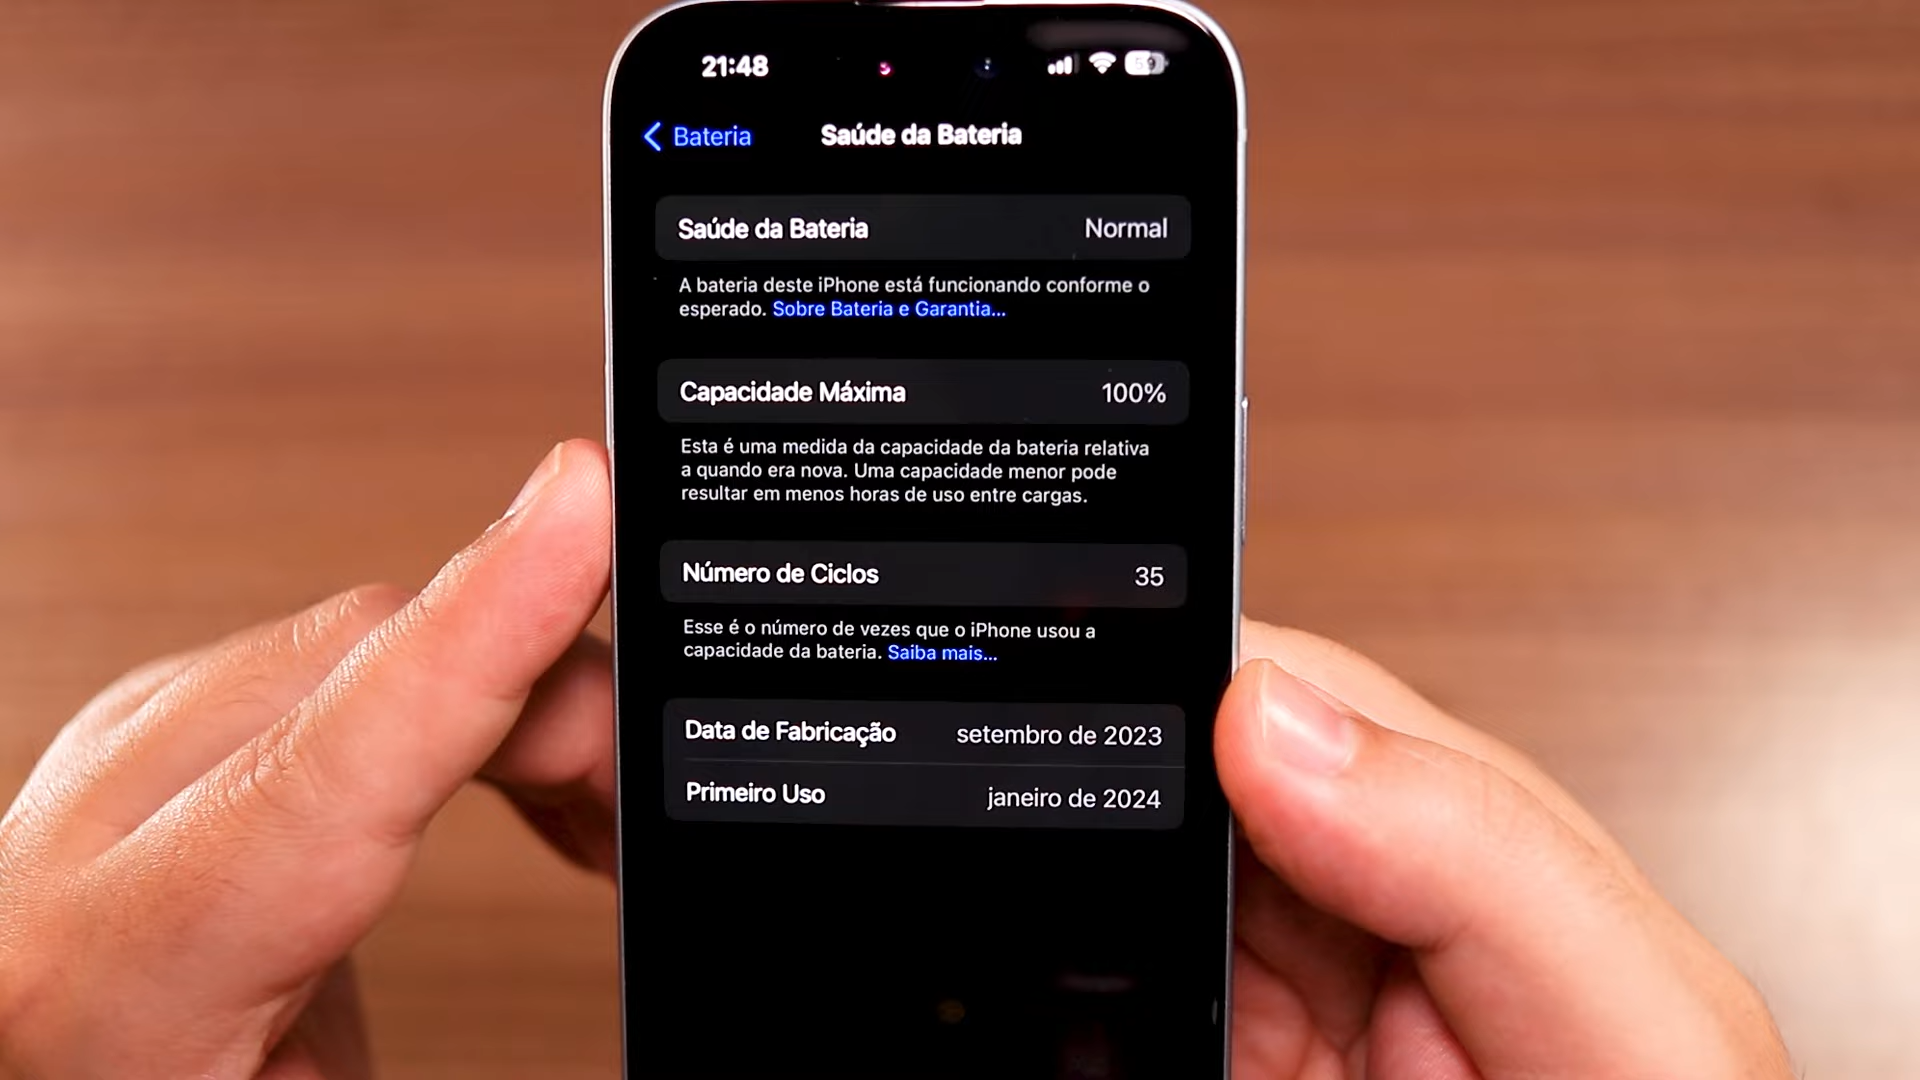 21:48
59
Bateria
Saúde da Bateria
Saúde da Bateria Normal
A bateria deste iPhone está funcionando conforme o
esperado. Sobre Bateria e Garantia...
Capacidade Máxima 100%
Esta é uma medida da capacidade da bateria relativa
a quando era nova. Uma capacidade menor pode
resultar em menos horas de uso entre cargas.
Número de Ciclos 35
Esse é o número de vezes que o iPhone usou a
capacidade da bateria. Saiba mais...
Data de Fabricação setembro de 2023
Primeiro Uso janeiro de 2024